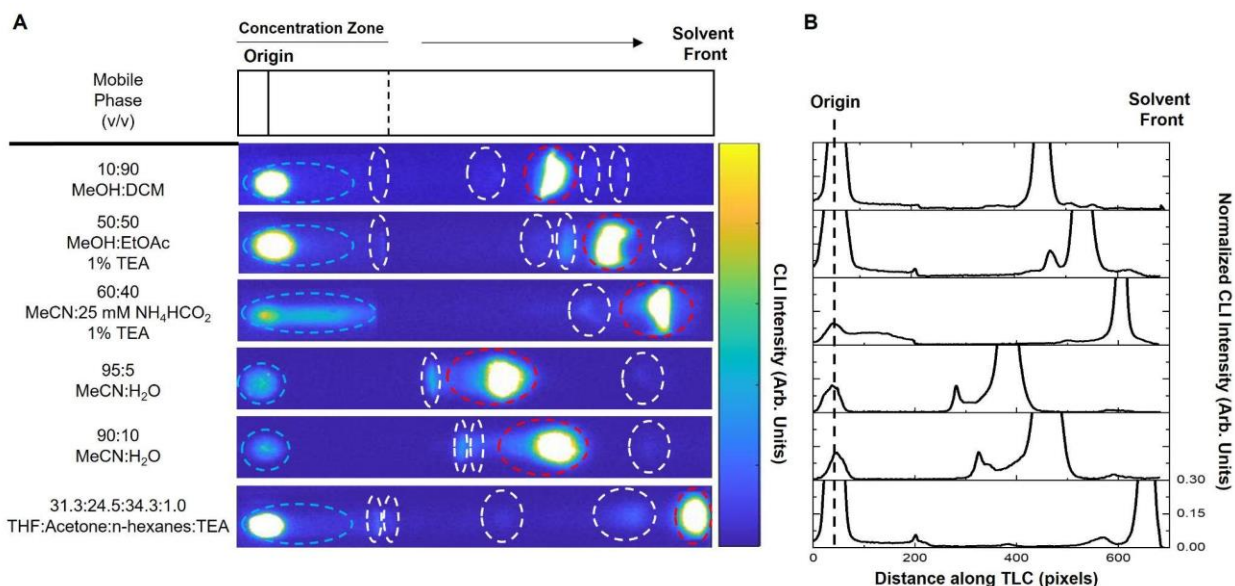 A
Concentration Zone
Origin
Solvent
Front
Mobile
Phase
(v/v)
10:90
MeOH:DCM
50:50
MeOH:EtOAc
1% TEA
60:40
MeCN:25 mM NH₄HCO₂
1% TEA
95:5
MeCN:H₂O
90:10
MeCN:H₂O
31.3:24.5:34.3:1.0
THF:Acetone:n-hexanes:TEA
CLI Intensity (Arb. Units)
B
Origin
Solvent
Front
Normalized CLI Intensity (Arb. Units)
0.30
0.15
0.00
0 200 400 600
Distance along TLC (pixels)